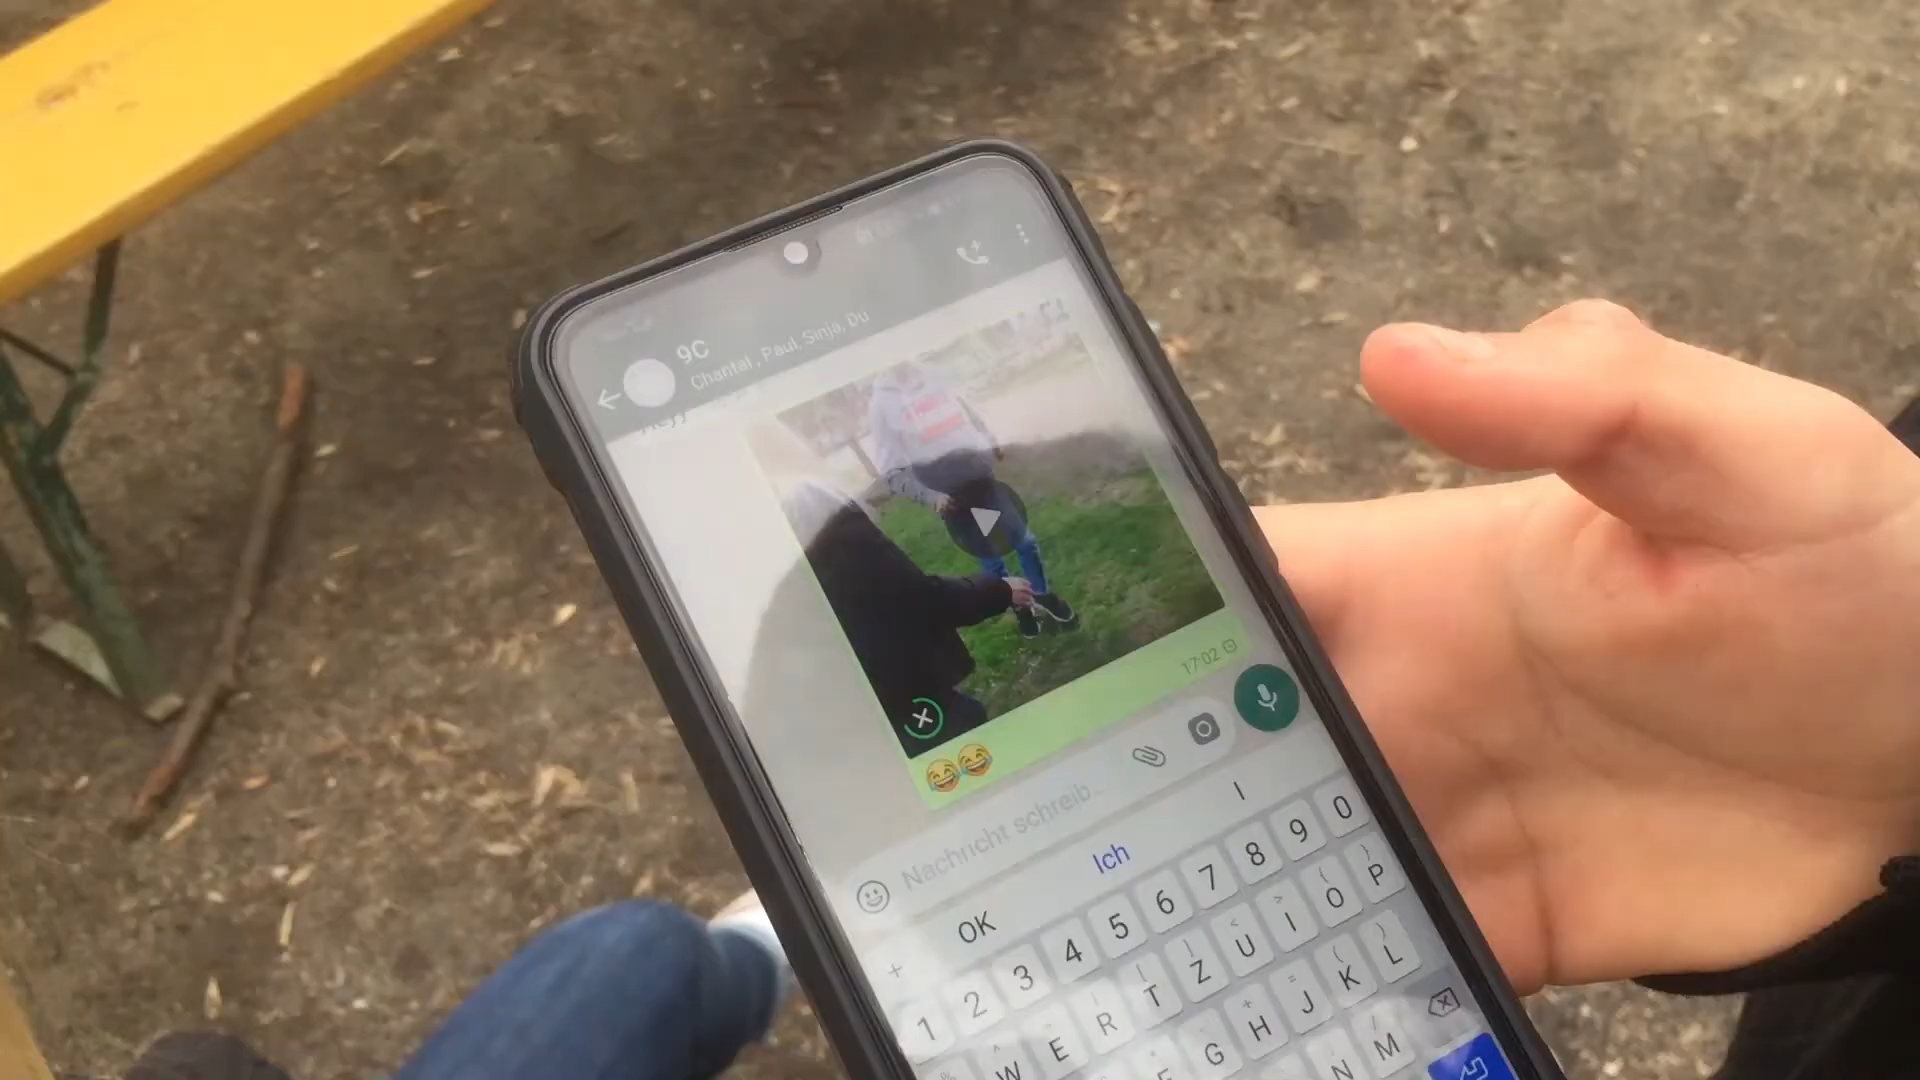 9C
Chantal, Paul, Sinja, Du
17:02
Nachricht schreib
OK Ich I
1 2 3 4 5 6 7 8 9 0
W E R T Z U I O P
G H J K L
N M